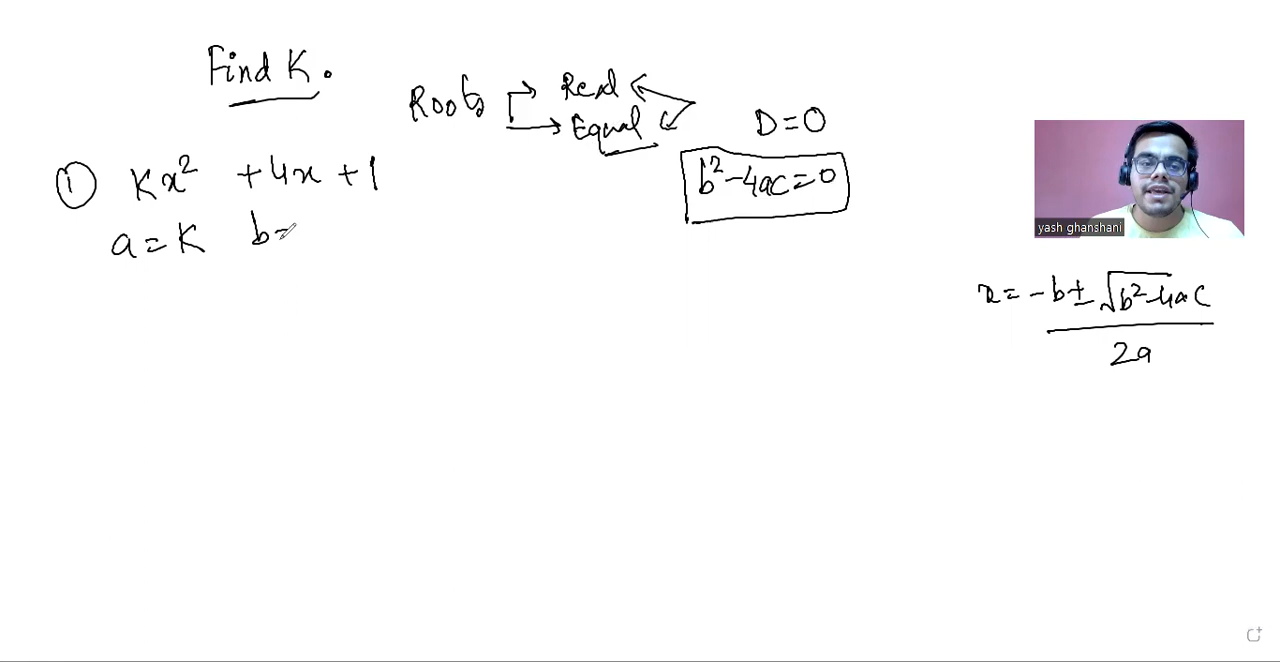 Find K.
Roots → Real
→ Equal
D=0
b²-4ac=0
① Kx² +4x +1
a=K b=
yash ghanshani
x= -b± √b²-4ac
2a